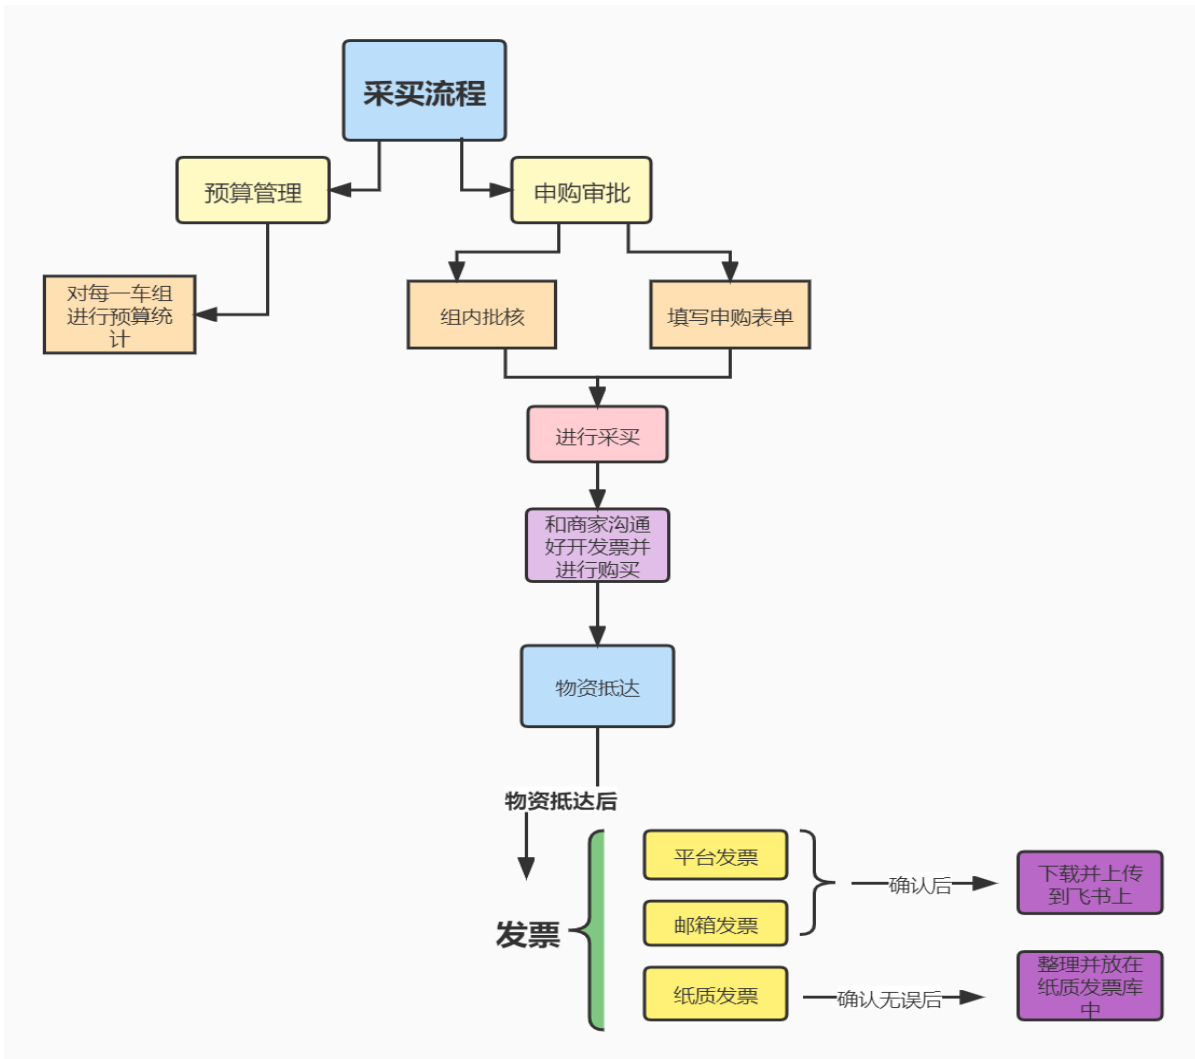 采买流程
预算管理
申购审批
对每一车组
进行预算统
计
组内批核
填写申购表单
进行采买
和商家沟通
好开发票并
进行购买
物资抵达
物资抵达后
发票
平台发票
邮箱发票
纸质发票
确认后
下载并上传
到飞书上
确认无误后
整理并放在
纸质发票库
中